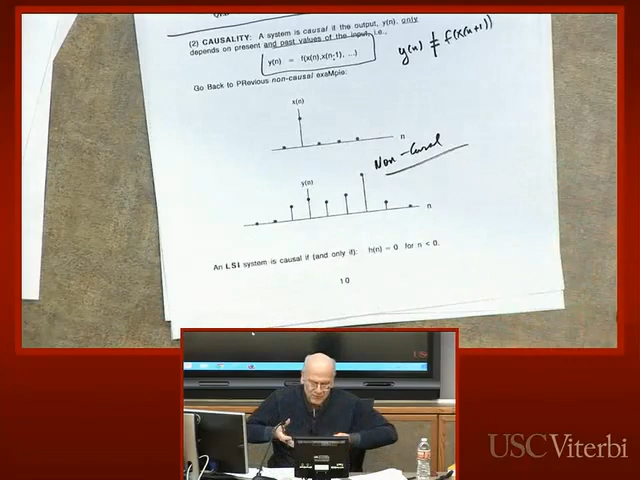 (2) CAUSALITY: A system is causal if the output, y(n), only
depends on present and past values of the input, i.e.,
y(n) = f(x(n),x(n-1), ...)
y(n) ≠ f(x(n+1))
Go Back to PRevious non-causal exaMple:
x(n)
n
Non-Causal
y(n)
n
An LSI system is causal if (and only if): h(n) = 0 for n < 0.
10
USC Viterbi